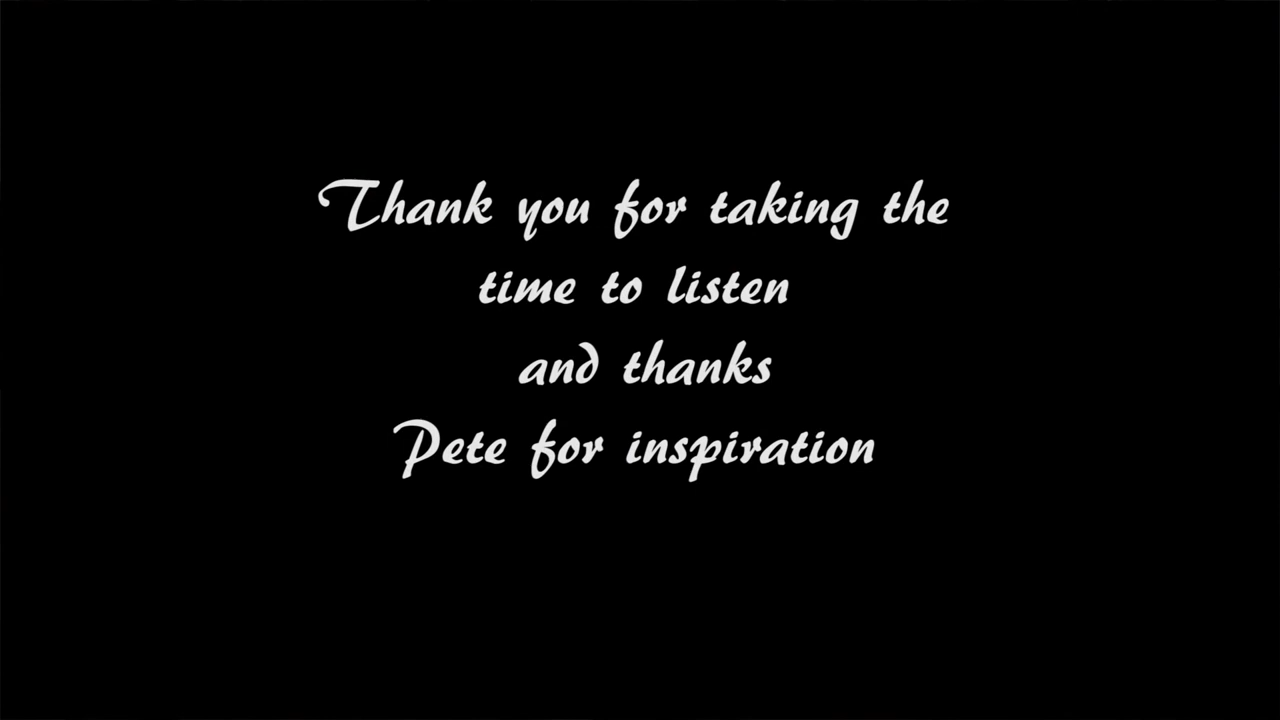 Thank you for taking the
time to listen
and thanks
Pete for inspiration